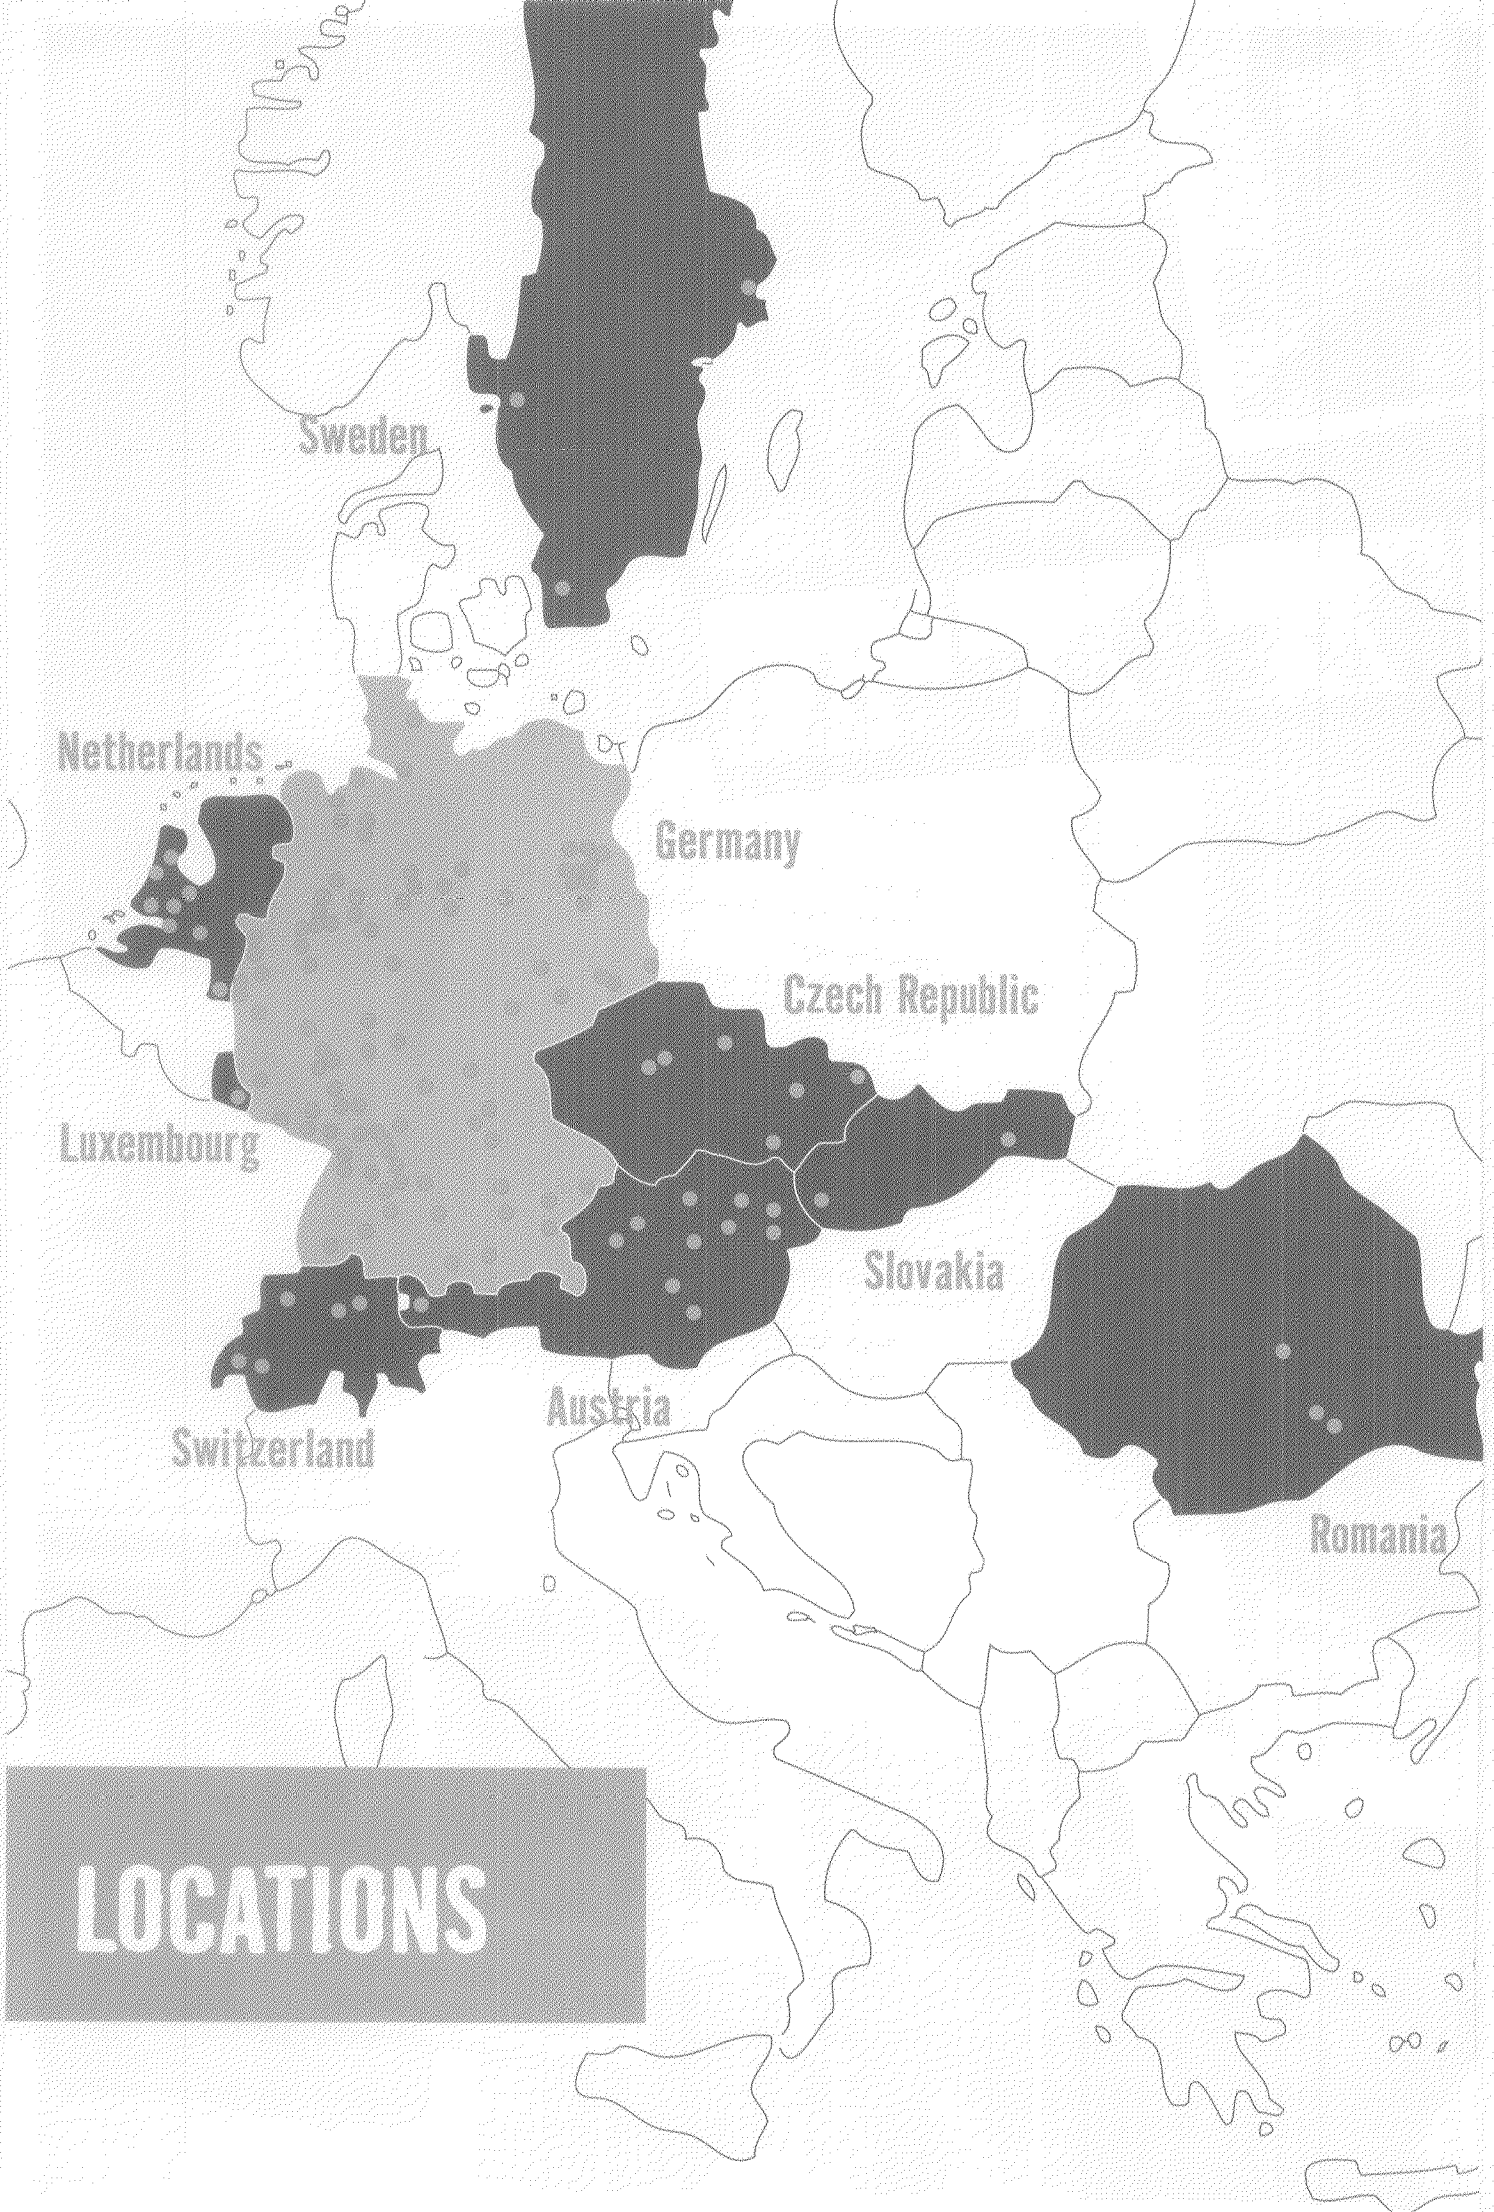 Sweden
Netherlands
Germany
Czech Republic
Luxembourg
Slovakia
Austria
Switzerland
Romania
LOCATIONS